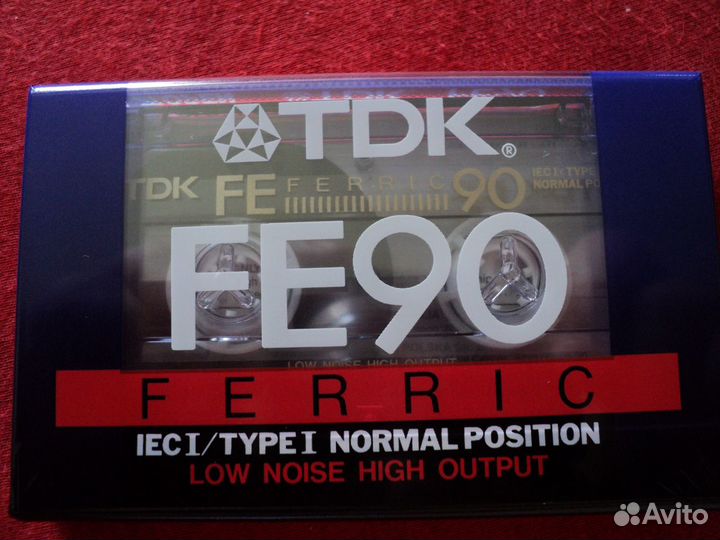 TDK®
TDK FE FERRIC 90 IEC I/TYPE I
NORMAL PO
FE90
LOW NOISE HIGH OUTPUT
FERRIC
IEC I/TYPE I NORMAL POSITION
LOW NOISE HIGH OUTPUT
Avito